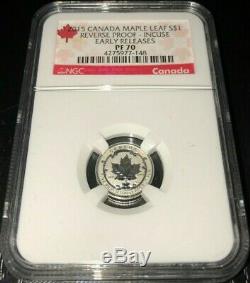 2015 CANADA MAPLE LEAF S$1
REVERSE PROOF - INCUSE
EARLY RELEASES
PF 70
4275977-148
NGC
Canada